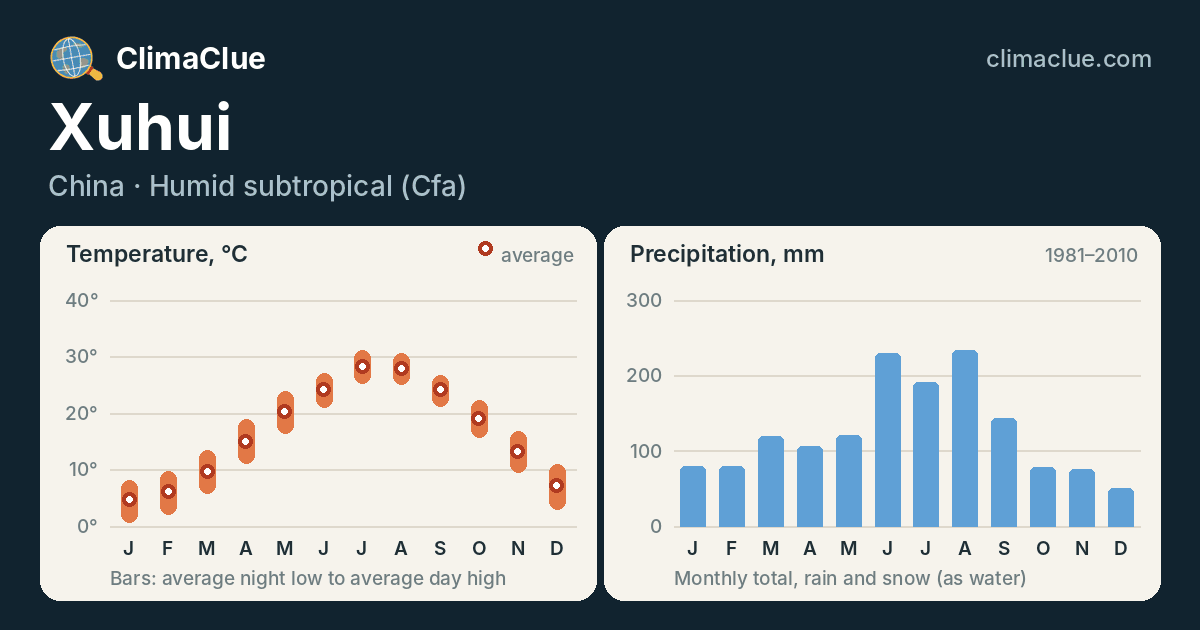 ClimaClue
climaclue.com
Xuhui
China · Humid subtropical (Cfa)
Temperature, °C
average
40°
30°
20°
10°
0°
J F M A M J J A S O N D
Bars: average night low to average day high
Precipitation, mm
1981–2010
300
200
100
0
J F M A M J J A S O N D
Monthly total, rain and snow (as water)